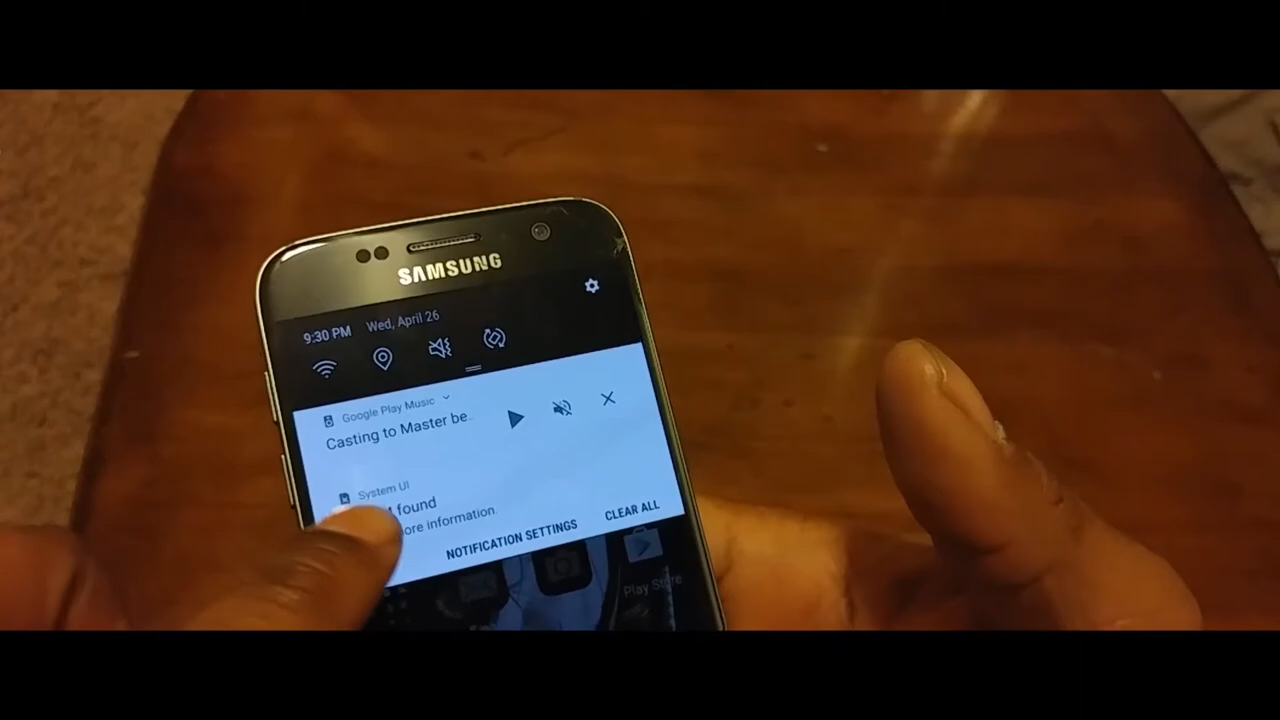 SAMSUNG
9:30 PM Wed, April 26
Google Play Music
Casting to Master be..
System UI
found
information.
NOTIFICATION SETTINGS
CLEAR ALL
Play Store